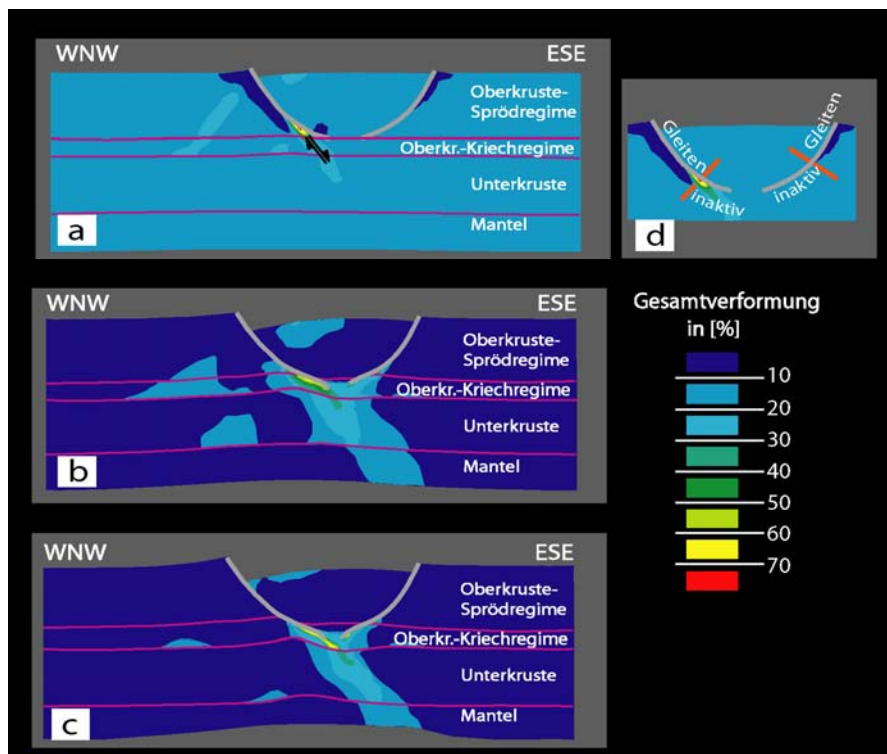 WNW
ESE
Oberkruste-
Sprödregime
Oberkr.-Kriechregime
Unterkruste
Mantel
a
Gleiten
inaktiv
inaktiv
Gleiten
d
WNW
ESE
Oberkruste-
Sprödregime
Oberkr.-Kriechregime
Unterkruste
Mantel
b
Gesamtverformung
in [%]
10
20
30
40
50
60
70
WNW
ESE
Oberkruste-
Sprödregime
Oberkr.-Kriechregime
Unterkruste
Mantel
c